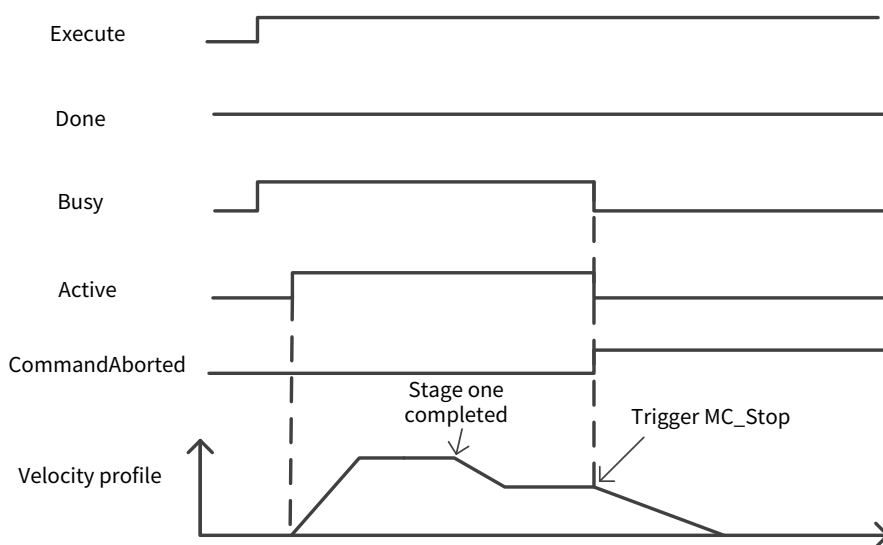 Execute
Done
Busy
Active
CommandAborted
Stage one
completed
Trigger MC_Stop
Velocity profile